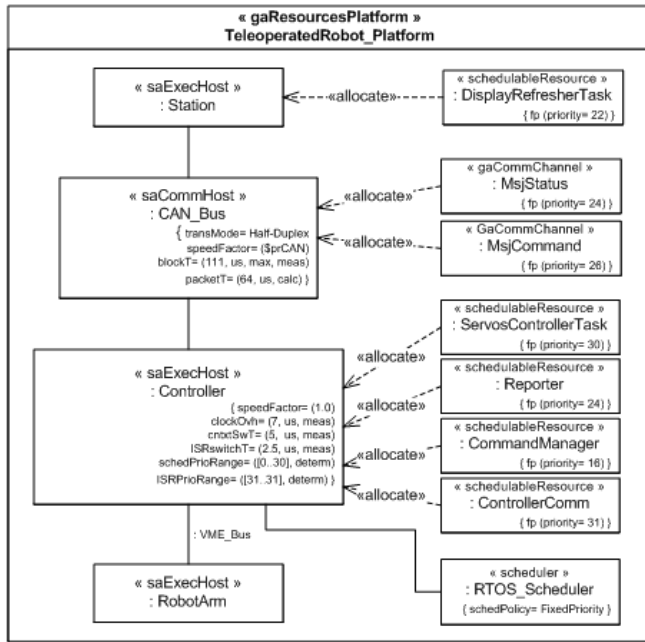 « gaResourcesPlatform »
TeleoperatedRobot_Platform
« saExecHost »
: Station
«allocate»
« schedulableResource »
: DisplayRefresherTask
{ fp (priority= 22) }
« saCommHost »
: CAN_Bus
{ transMode= Half-Duplex
speedFactor= ($prCAN)
blockT= (111, us, max, meas)
packetT= (64, us, calc) }
«allocate»
« gaCommChannel »
: MsjStatus
{ fp (priority= 24) }
«allocate»
« GaCommChannel »
: MsjCommand
{ fp (priority= 26) }
« saExecHost »
: Controller
{ speedFactor= (1.0)
clockOvh= (7, us, meas)
cntxtSwT= (5, us, meas)
ISRswitchT= (2.5, us, meas)
schedPrioRange= ([0..30], determ)
ISRPrioRange= ([31..31], determ) }
«allocate»
« schedulableResource »
: ServosControllerTask
{ fp (priority= 30) }
«allocate»
« schedulableResource »
: Reporter
{ fp (priority= 24) }
«allocate»
« schedulableResource »
: CommandManager
{ fp (priority= 16) }
«allocate»
« schedulableResource »
: ControllerComm
{ fp (priority= 31) }
: VME_Bus
« saExecHost »
: RobotArm
« scheduler »
: RTOS_Scheduler
{ schedPolicy= FixedPriority }